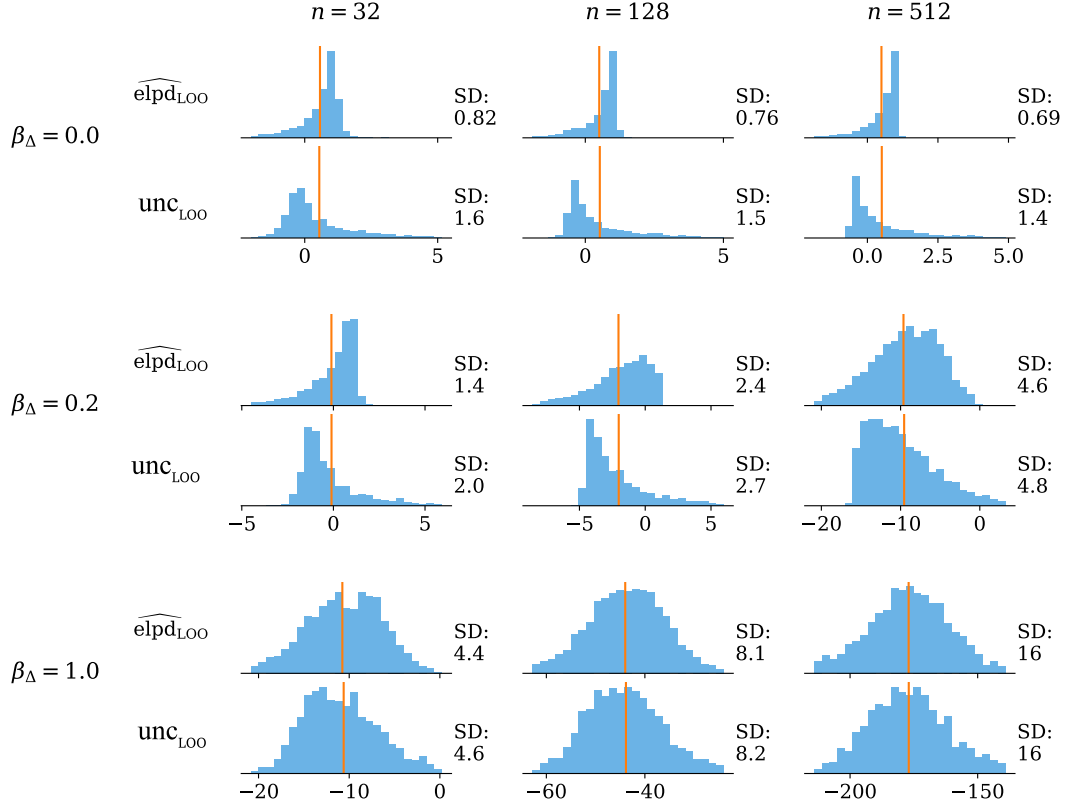 n = 32 n = 128 n = 512
êlpd_LOO SD: 0.82 SD: 0.76 SD: 0.69
β_Δ = 0.0
unc_LOO SD: 1.6 SD: 1.5 SD: 1.4
0 5 0 5 0.0 2.5 5.0
êlpd_LOO SD: 1.4 SD: 2.4 SD: 4.6
β_Δ = 0.2
unc_LOO SD: 2.0 SD: 2.7 SD: 4.8
−5 0 5 −5 0 5 −20 −10 0
êlpd_LOO SD: 4.4 SD: 8.1 SD: 16
β_Δ = 1.0
unc_LOO SD: 4.6 SD: 8.2 SD: 16
−20 −10 0 −60 −40 −200 −150